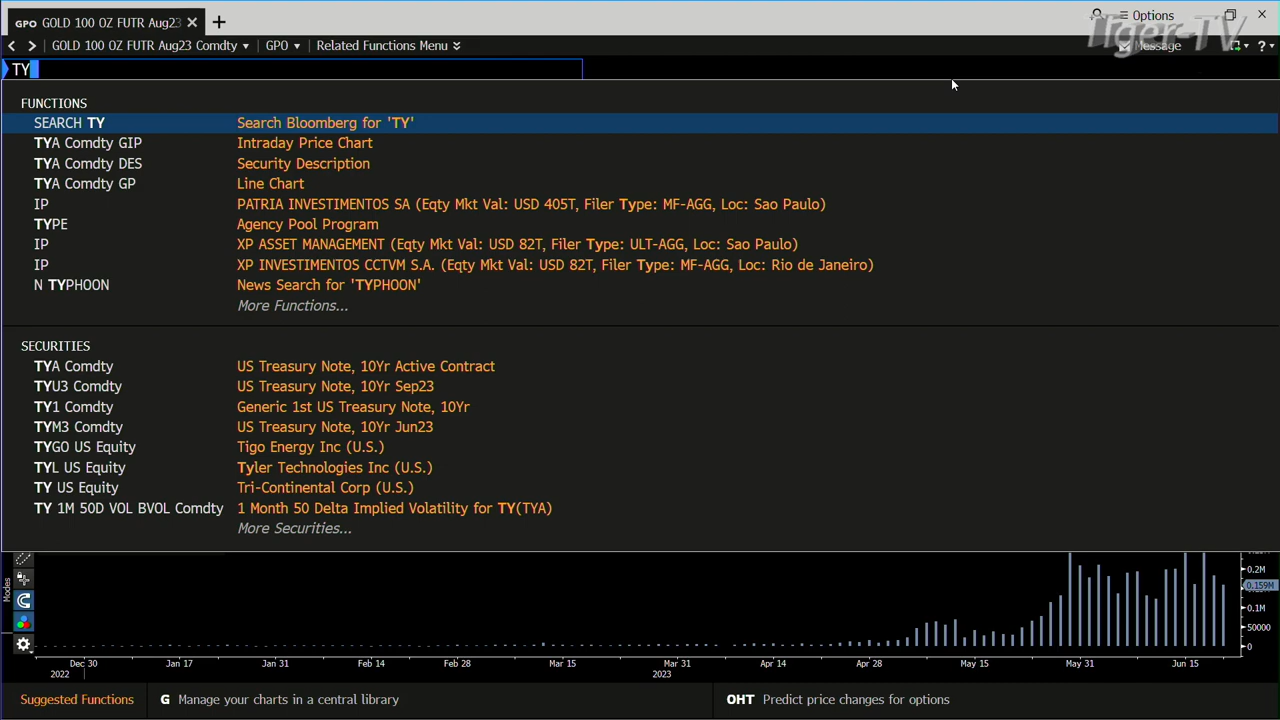 GPO GOLD 100 OZ FUTR Aug23
Options
Tiger-TV
GOLD 100 OZ FUTR Aug23 Comdty GPO Related Functions Menu
Message ?
TY
FUNCTIONS
SEARCH TY Search Bloomberg for 'TY'
TYA Comdty GIP Intraday Price Chart
TYA Comdty DES Security Description
TYA Comdty GP Line Chart
IP PATRIA INVESTIMENTOS SA (Eqty Mkt Val: USD 405T, Filer Type: MF-AGG, Loc: Sao Paulo)
TYPE Agency Pool Program
IP XP ASSET MANAGEMENT (Eqty Mkt Val: USD 82T, Filer Type: ULT-AGG, Loc: Sao Paulo)
IP XP INVESTIMENTOS CCTVM S.A. (Eqty Mkt Val: USD 82T, Filer Type: MF-AGG, Loc: Rio de Janeiro)
N TYPHOON News Search for 'TYPHOON'
More Functions...
SECURITIES
TYA Comdty US Treasury Note, 10Yr Active Contract
TYU3 Comdty US Treasury Note, 10Yr Sep23
TY1 Comdty Generic 1st US Treasury Note, 10Yr
TYM3 Comdty US Treasury Note, 10Yr Jun23
TYGO US Equity Tigo Energy Inc (U.S.)
TYL US Equity Tyler Technologies Inc (U.S.)
TY US Equity Tri-Continental Corp (U.S.)
TY 1M 50D VOL BVOL Comdty 1 Month 50 Delta Implied Volatility for TY(TYA)
More Securities...
Modes
0.2M
0.159M
0.1M
50000
0
Dec 30 Jan 17 Jan 31 Feb 14 Feb 28 Mar 15 Mar 31 Apr 14 Apr 28 May 15 May 31 Jun 15
2022 2023
Suggested Functions G Manage your charts in a central library OHT Predict price changes for options